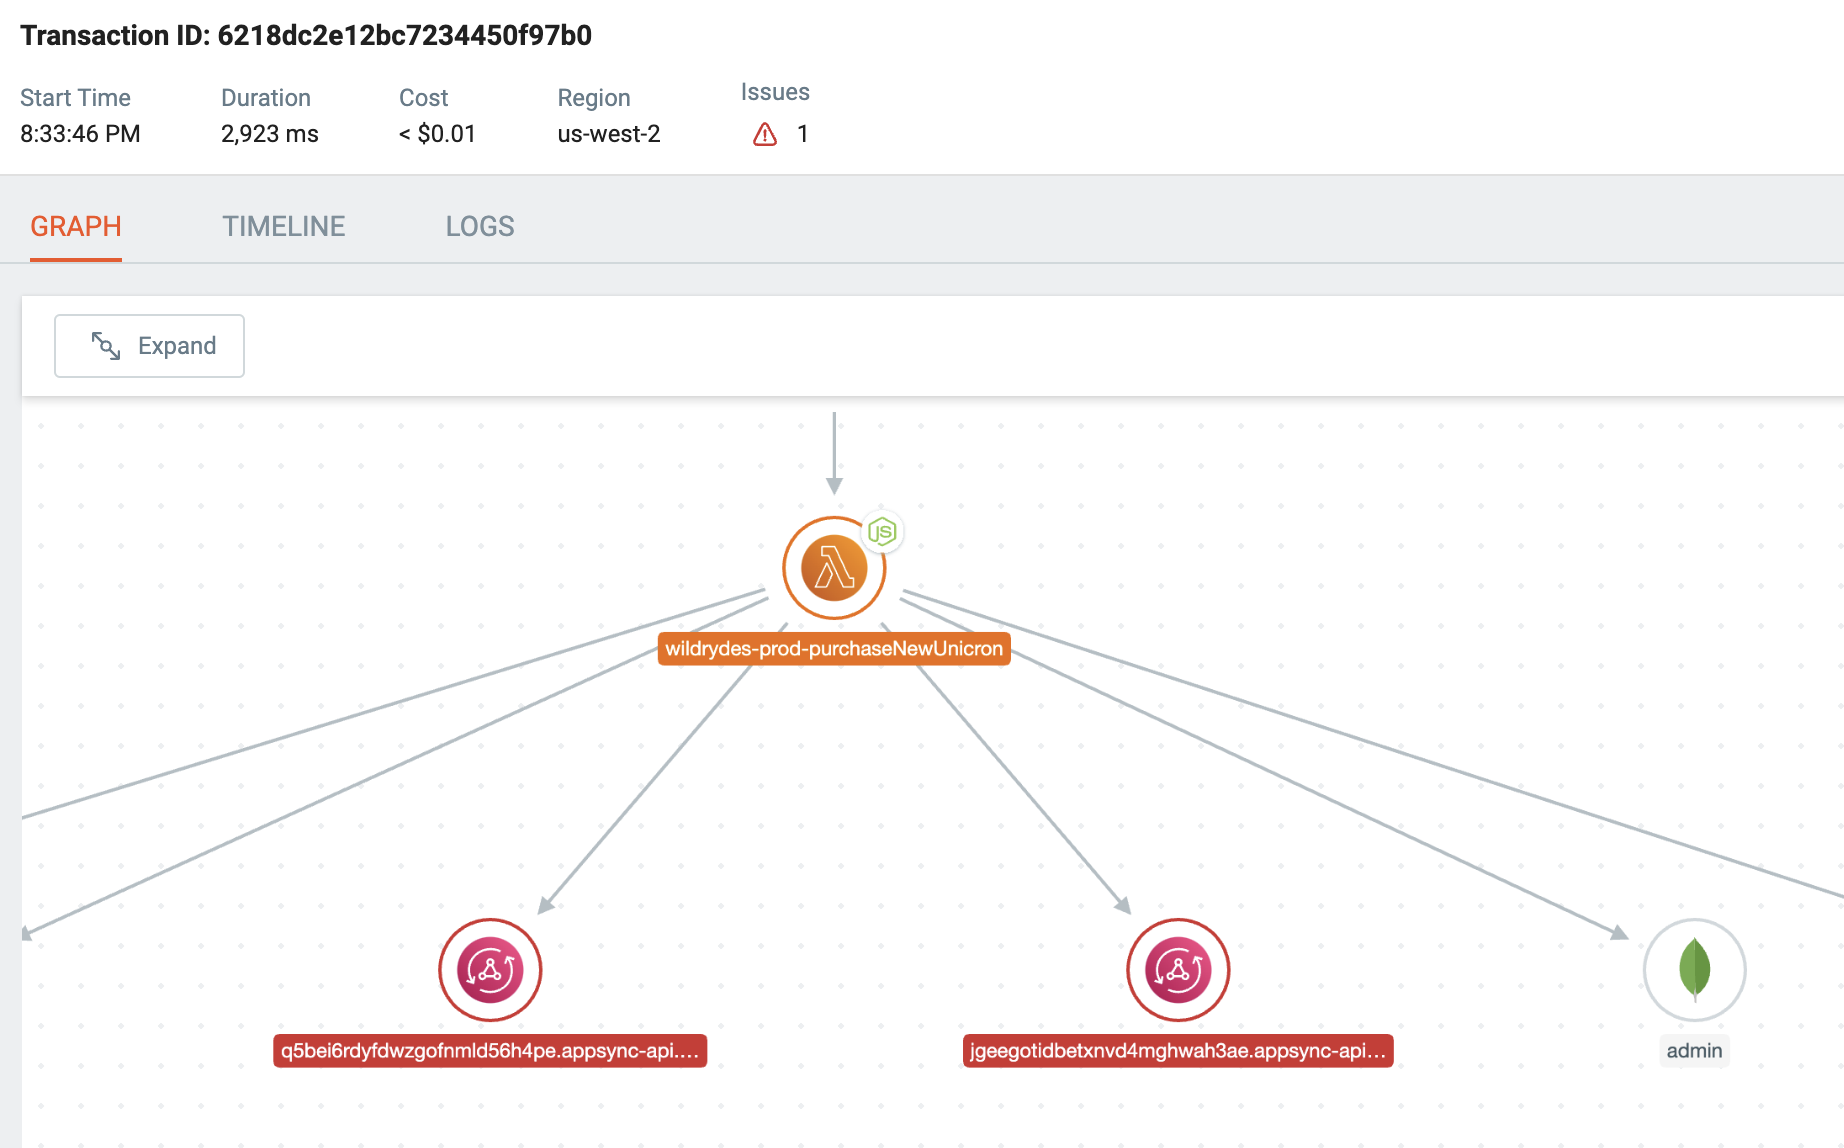 Transaction ID: 6218dc2e12bc7234450f97b0
Start Time Duration Cost Region Issues
8:33:46 PM 2,923 ms < $0.01 us-west-2 1
GRAPH TIMELINE LOGS
Expand
JS
wildrydes-prod-purchaseNewUnicron
q5bei6rdyfdwzgofnmld56h4pe.appsync-api.... jgeegotidbetxnvd4mghwah3ae.appsync-api... admin